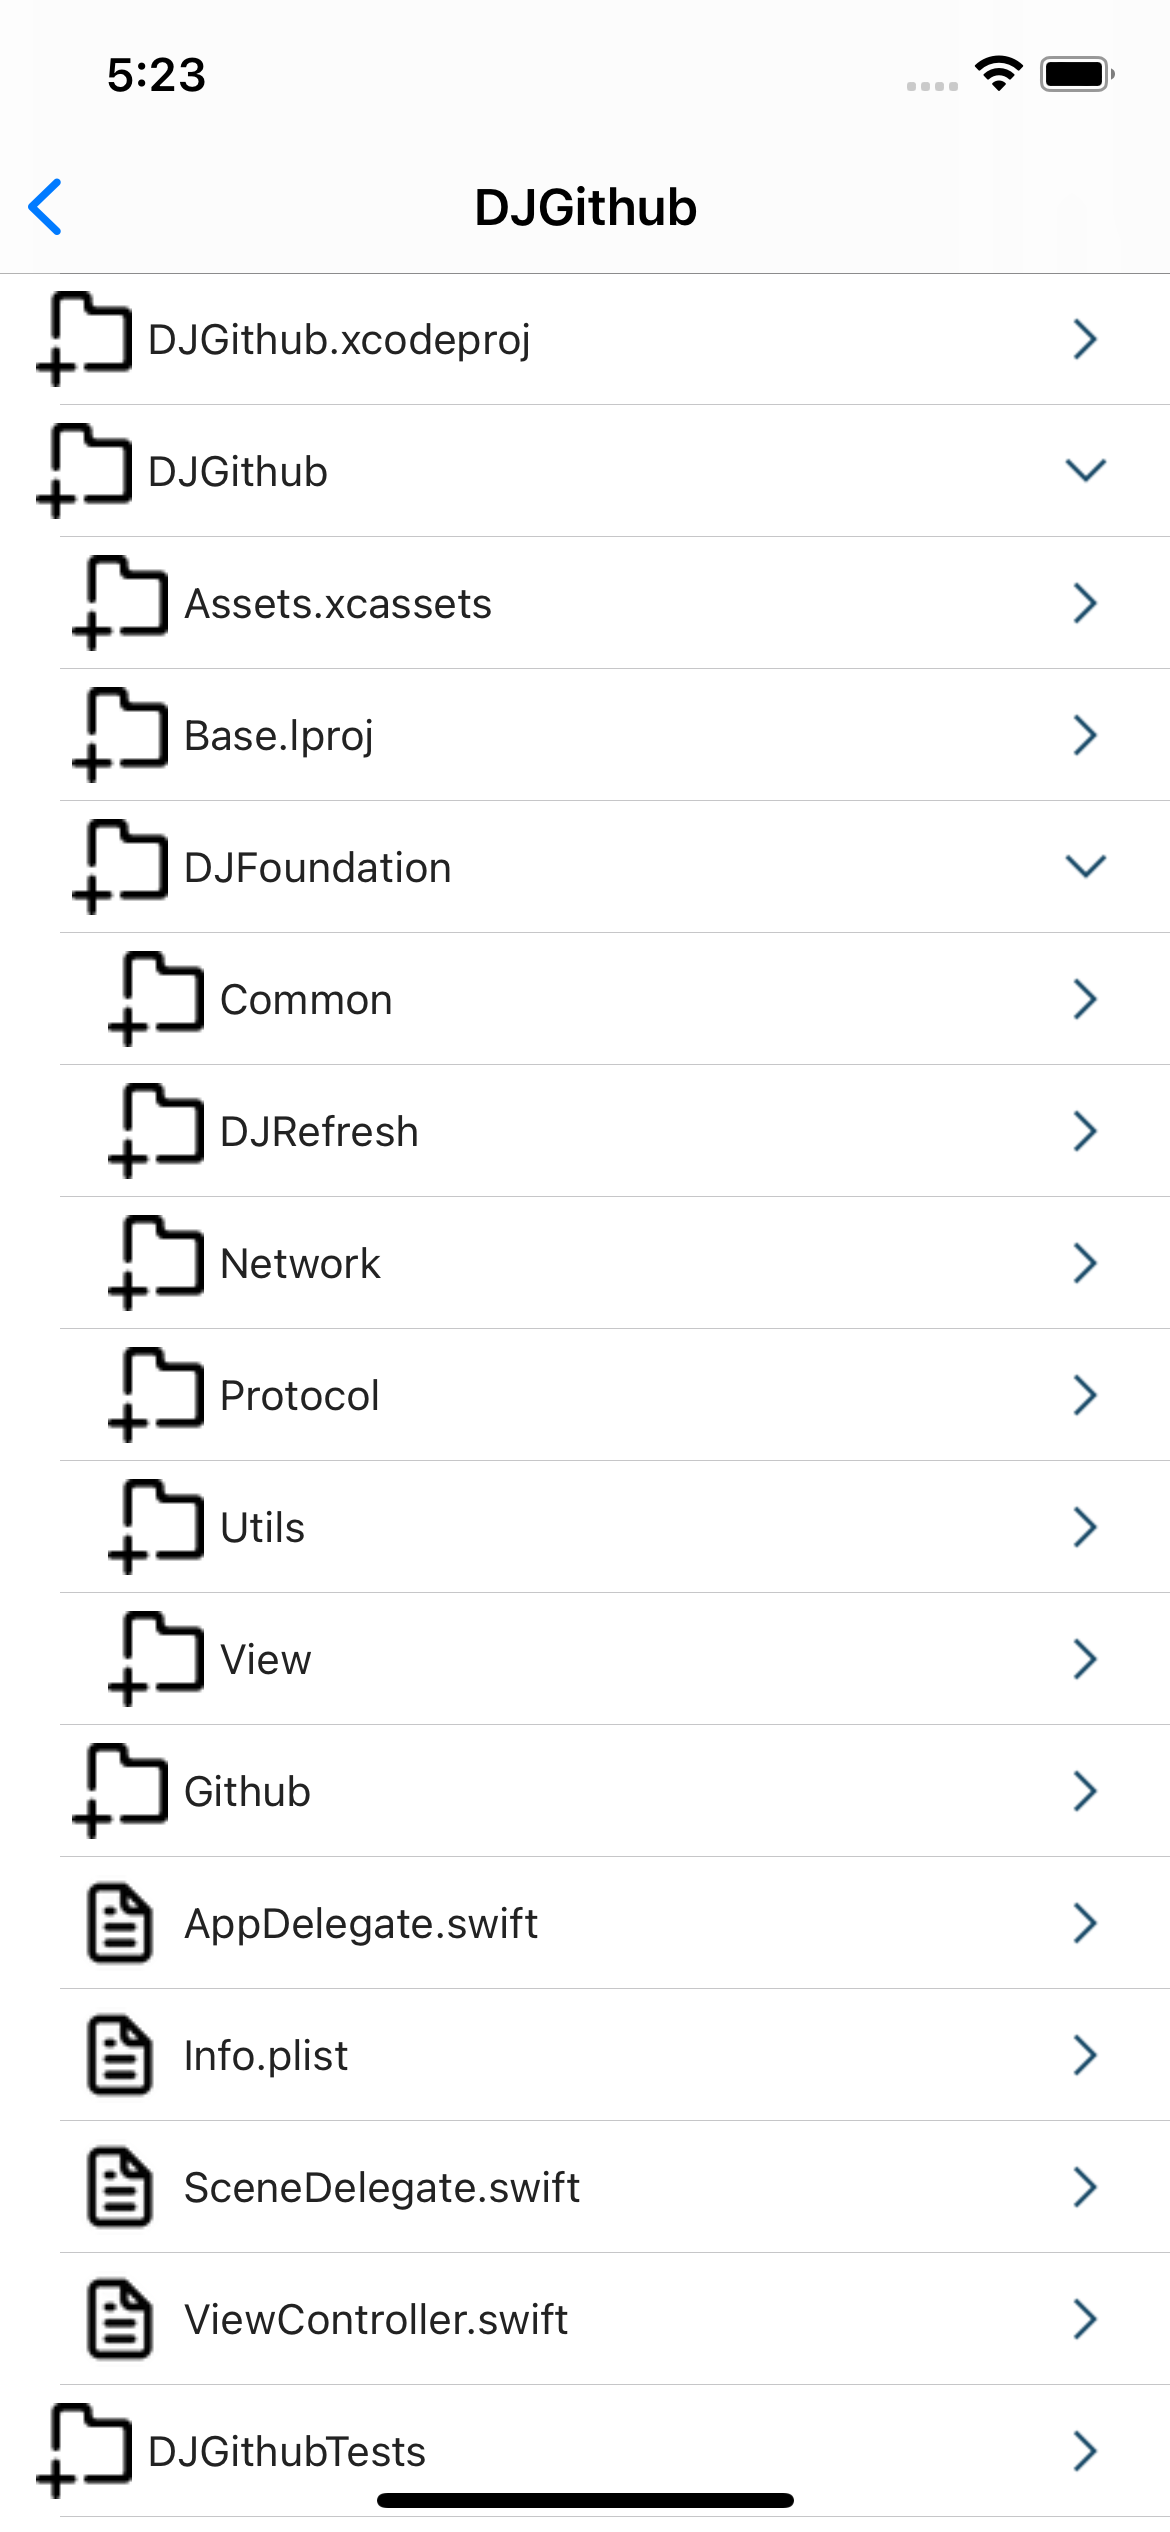 5:23
DJGithub
DJGithub.xcodeproj
DJGithub
Assets.xcassets
Base.lproj
DJFoundation
Common
DJRefresh
Network
Protocol
Utils
View
Github
AppDelegate.swift
Info.plist
SceneDelegate.swift
ViewController.swift
DJGithubTests